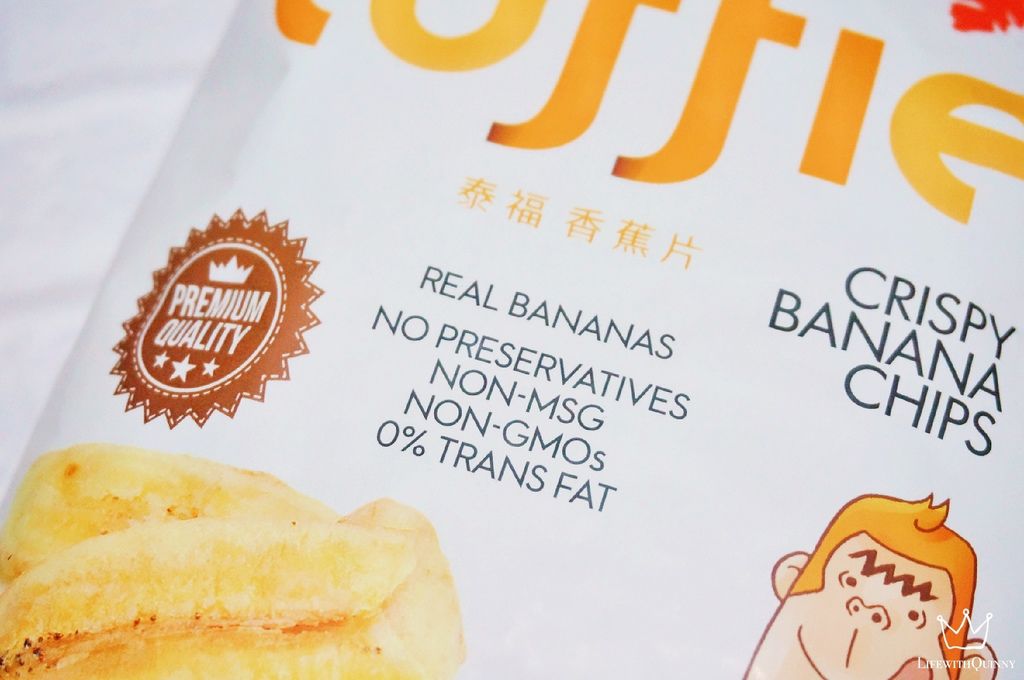 offie
泰福 香蕉片
PREMIUM
QUALITY
REAL BANANAS
NO PRESERVATIVES
NON-MSG
NON-GMOs
0% TRANS FAT
CRISPY
BANANA
CHIPS
LIFEWITHQUINNY